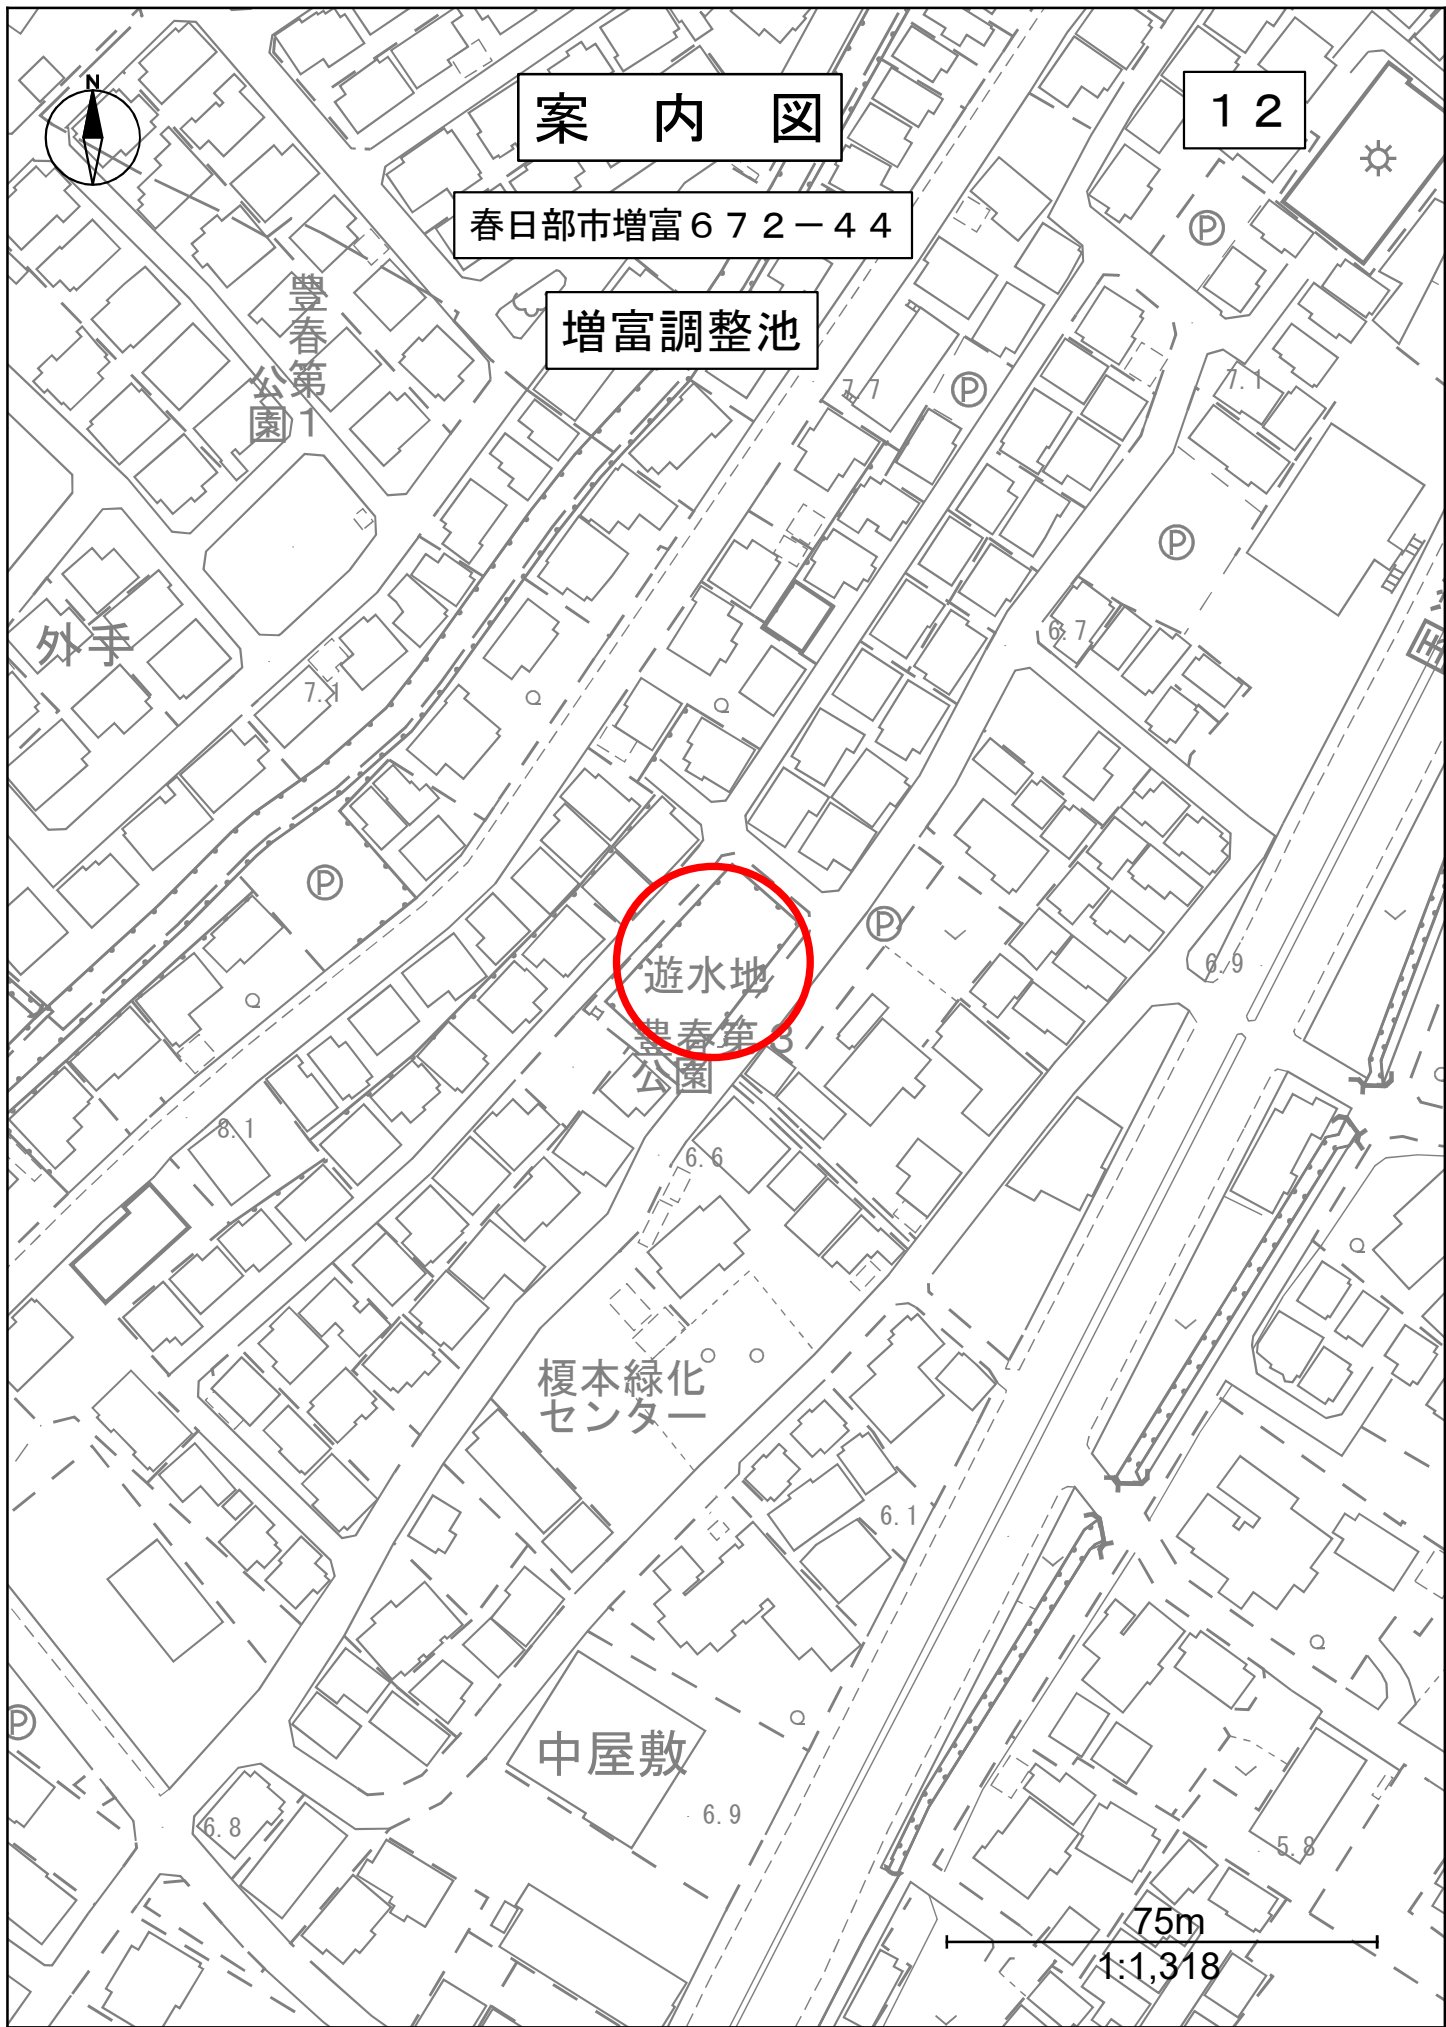 N
案　内　図
１２
春日部市増富６７２－４４
増富調整池
豊春第１
公園
7.7
7.1
外手
7.1
6.7
国
遊水地
豊春第３
公園
6.9
8.1
6.6
榎本緑化
センター
6.1
中屋敷
6.9
6.8
5.8
75m
1:1,318
Ⓟ
Ⓟ
Ⓟ
Ⓟ
Ⓟ
Ⓟ